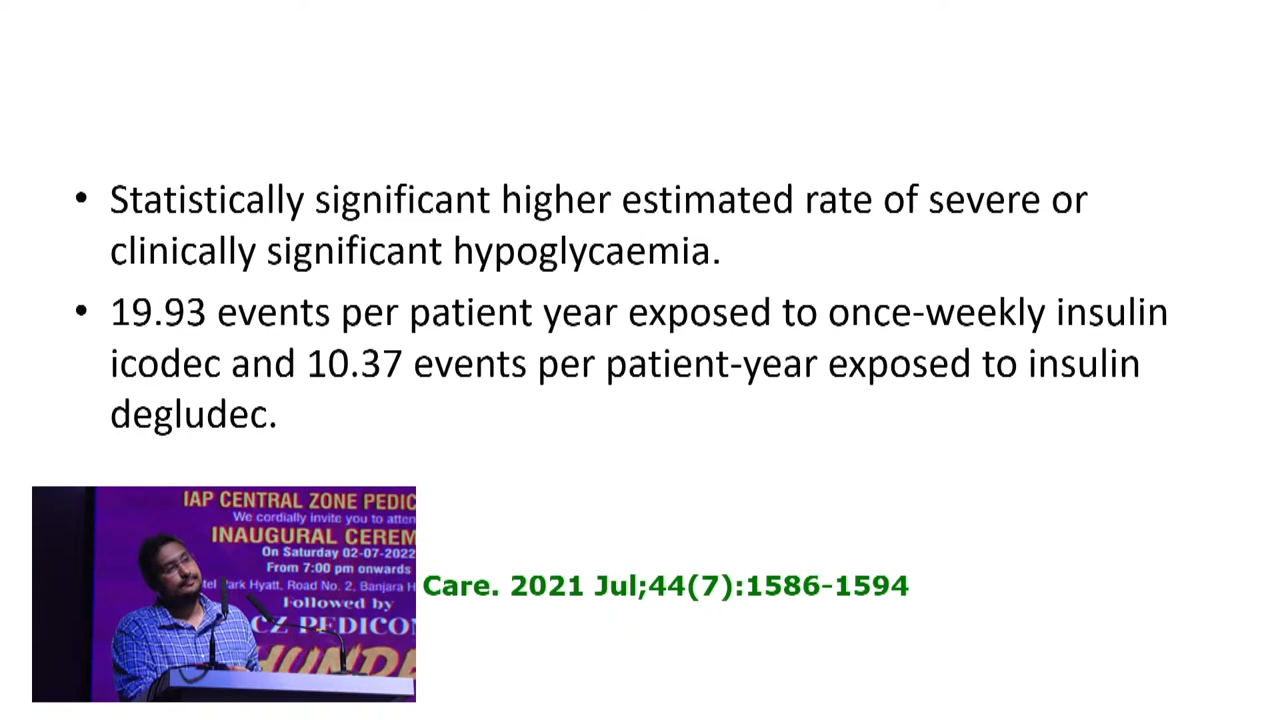 • Statistically significant higher estimated rate of severe or
clinically significant hypoglycaemia.
• 19.93 events per patient year exposed to once-weekly insulin
icodec and 10.37 events per patient-year exposed to insulin
degludec.
IAP CENTRAL ZONE PEDIC
We cordially invite you to atten
INAUGURAL CEREM
On Saturday 02-07-2022
From 7:00 pm onwards
tel Park Hyatt, Road No. 2, Banjara H
Followed by
CZ PEDICON
HUNDE
Care. 2021 Jul;44(7):1586-1594